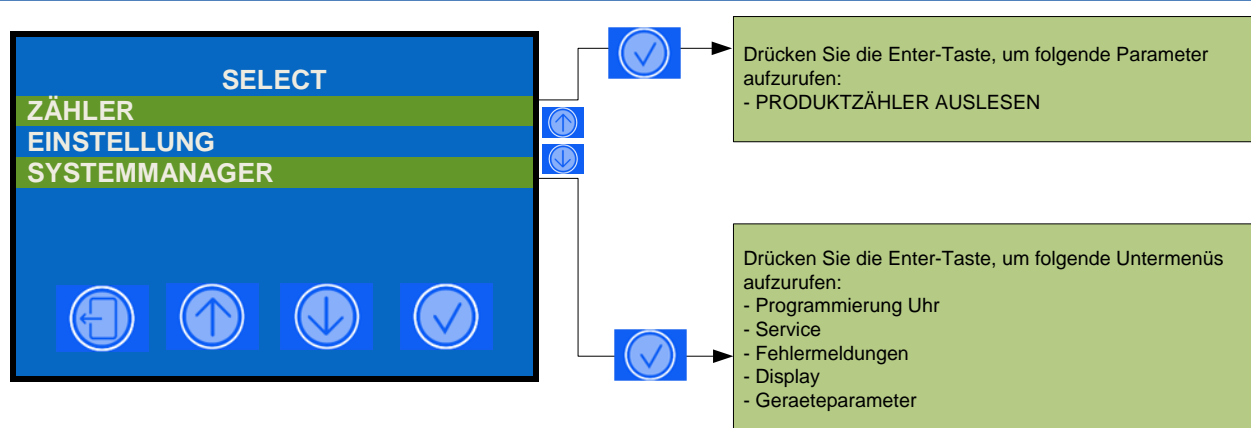 SELECT
ZÄHLER
EINSTELLUNG
SYSTEMMANAGER
Drücken Sie die Enter-Taste, um folgende Parameter
aufzurufen:
- PRODUKTZÄHLER AUSLESEN
Drücken Sie die Enter-Taste, um folgende Untermenüs
aufzurufen:
- Programmierung Uhr
- Service
- Fehlermeldungen
- Display
- Geraeteparameter